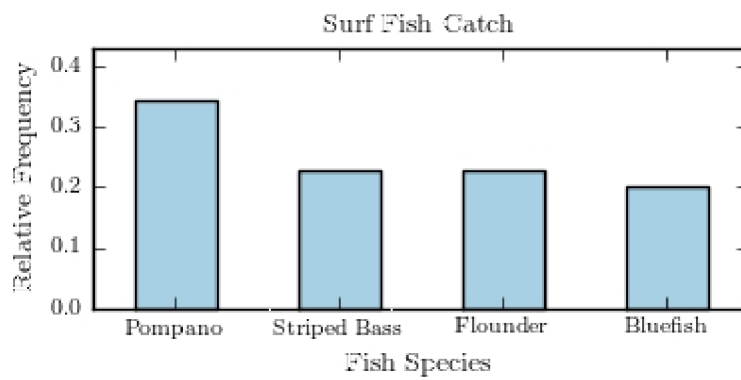 Surf Fish Catch
Relative Frequency
0.4
0.3
0.2
0.1
0.0
Pompano Striped Bass Flounder Bluefish
Fish Species